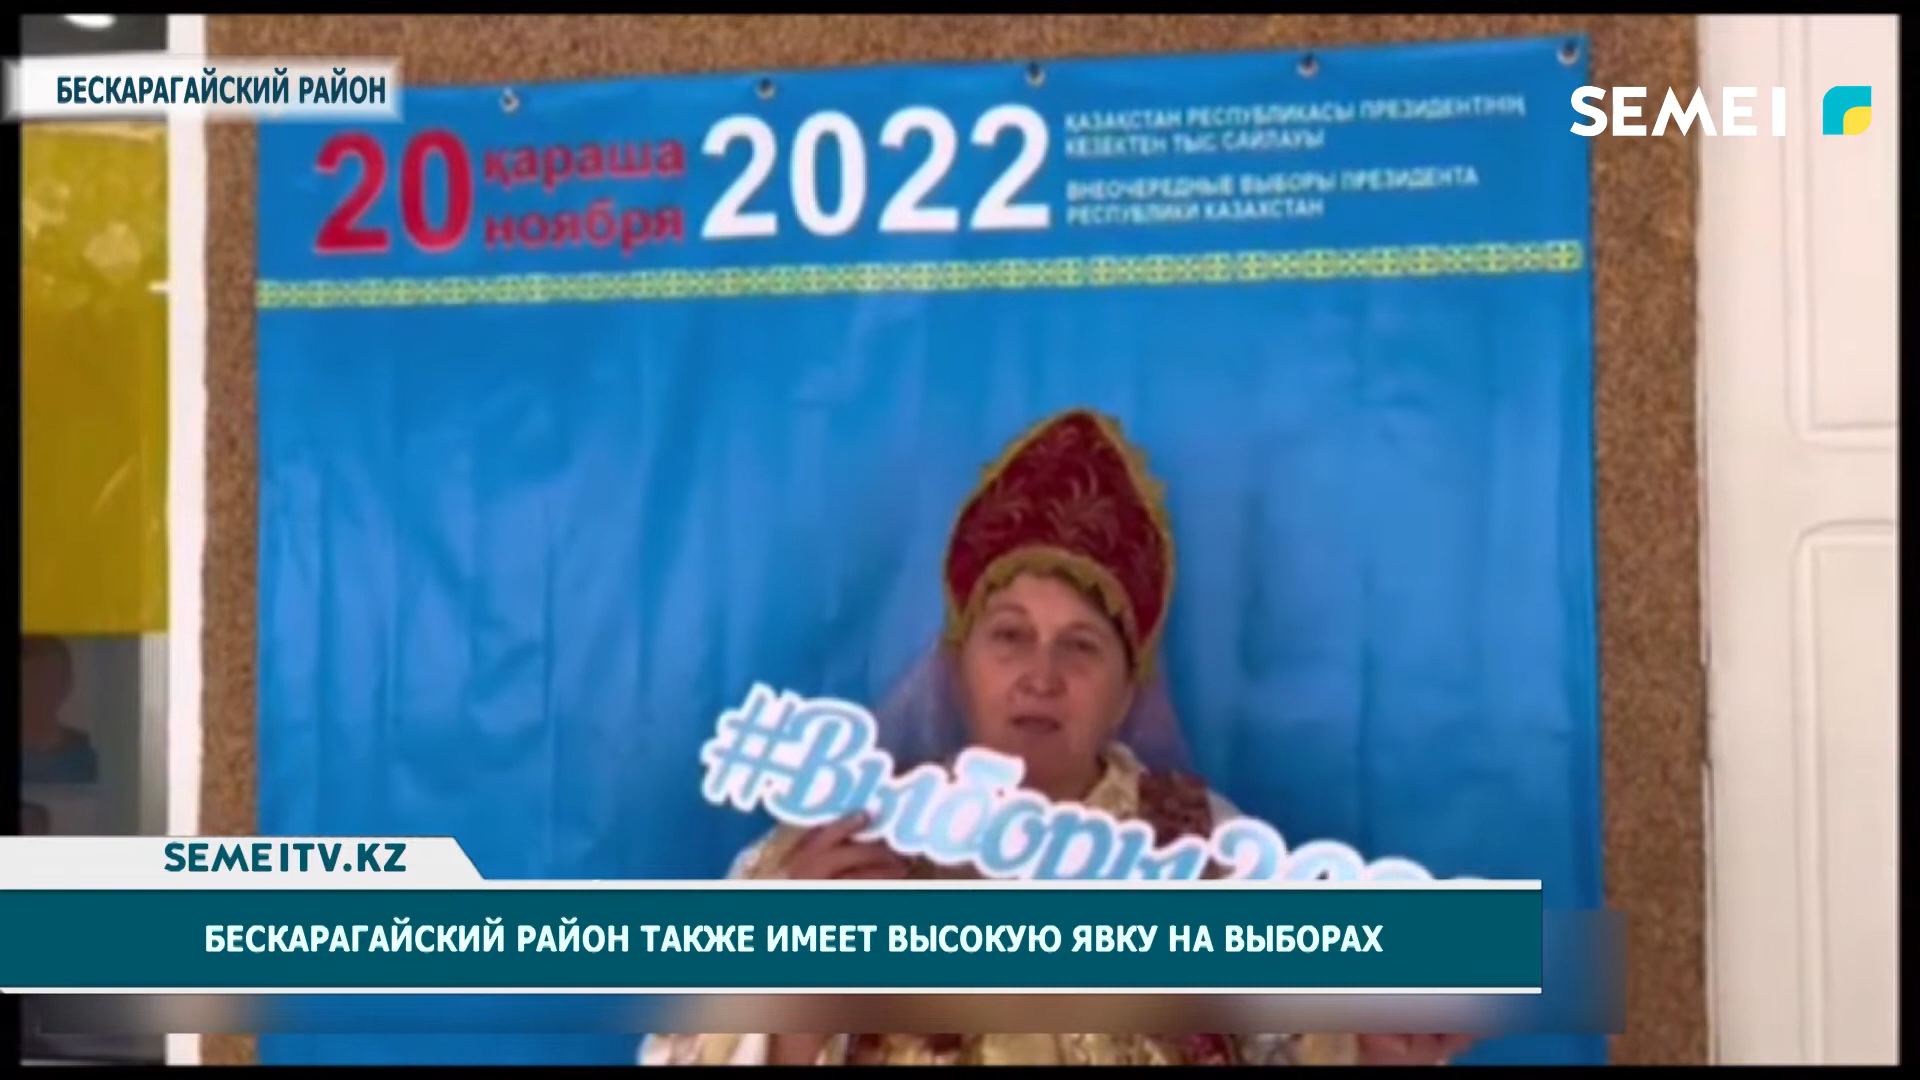 БЕСКАРАГАЙСКИЙ РАЙОН
SEMEI
20 қараша
ноября
2022
ҚАЗАҚСТАН РЕСПУБЛИКАСЫ ПРЕЗИДЕНТІНІҢ
КЕЗЕКТЕН ТЫС САЙЛАУЫ
ВНЕОЧЕРЕДНЫЕ ВЫБОРЫ ПРЕЗИДЕНТА
РЕСПУБЛИКИ КАЗАХСТАН
#Выборы2022
SEMEITV.KZ
БЕСКАРАГАЙСКИЙ РАЙОН ТАКЖЕ ИМЕЕТ ВЫСОКУЮ ЯВКУ НА ВЫБОРАХ